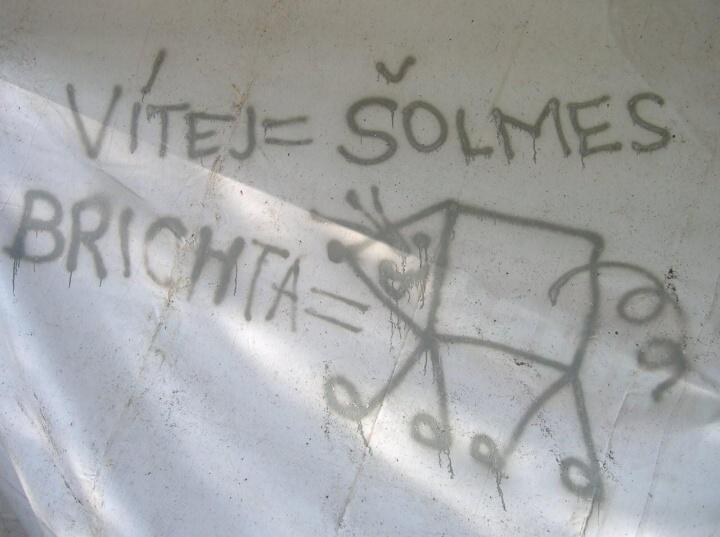 VÍTEJ= ŠOLMES
BRICHTA=